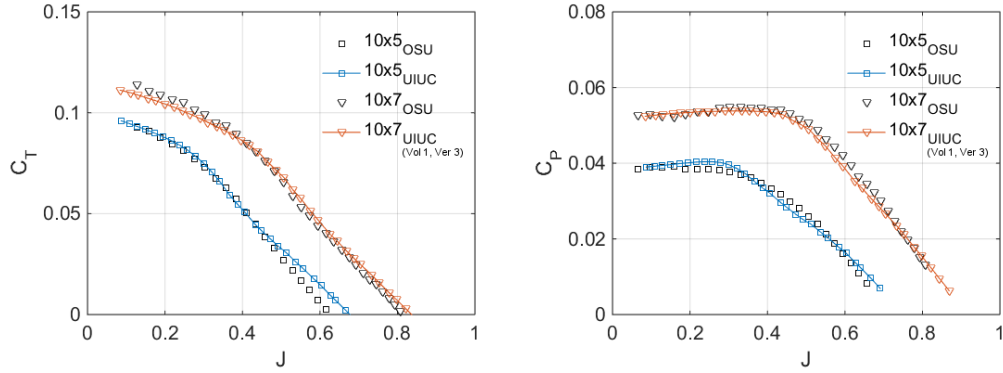 0.15
0.1
0.05
0
C_T
0
0.2
0.4
0.6
0.8
1
J
10x5_OSU
10x5_UIUC
10x7_OSU
10x7_UIUC
(Vol 1, Ver 3)
0.08
0.06
0.04
0.02
0
C_P
0
0.2
0.4
0.6
0.8
1
J
10x5_OSU
10x5_UIUC
10x7_OSU
10x7_UIUC
(Vol 1, Ver 3)